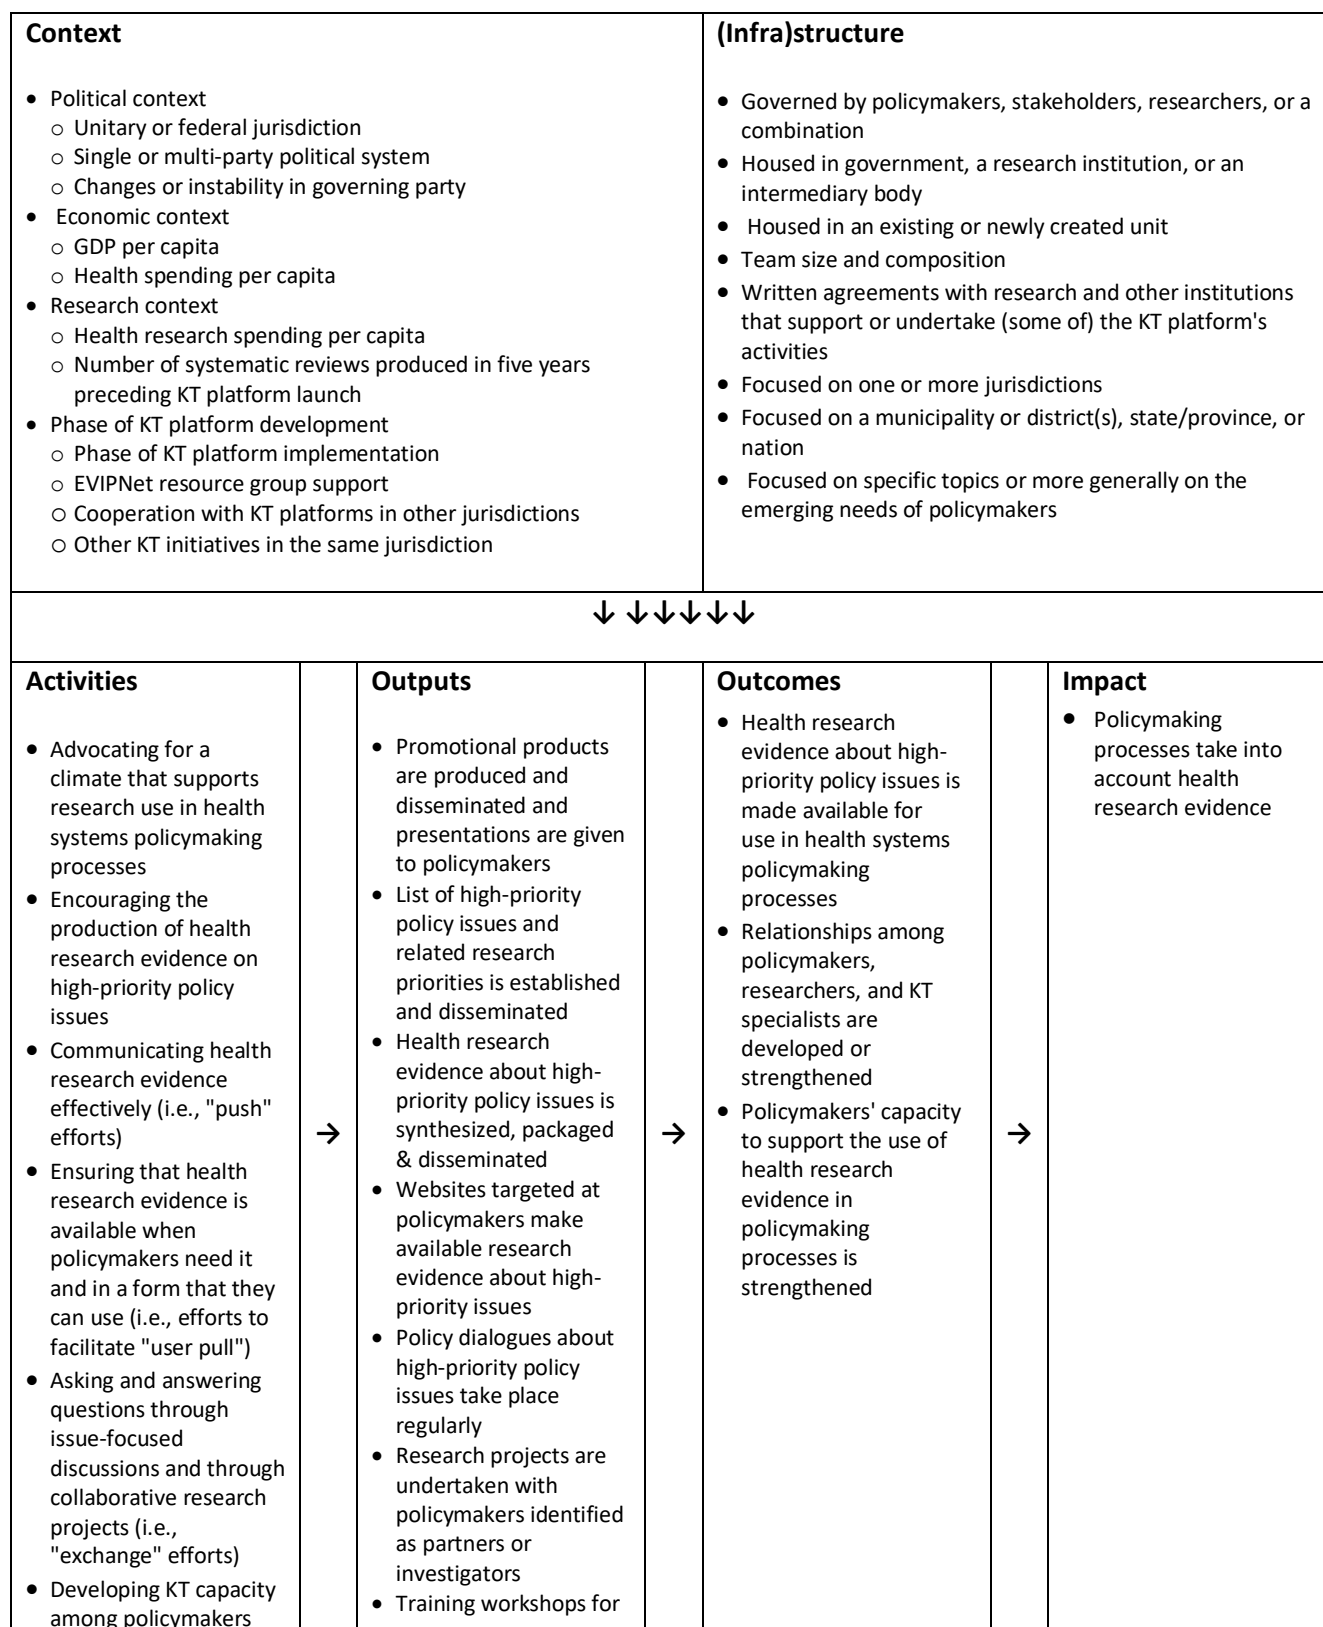 Context
• Political context
○ Unitary or federal jurisdiction
○ Single or multi-party political system
○ Changes or instability in governing party
• Economic context
○ GDP per capita
○ Health spending per capita
• Research context
○ Health research spending per capita
○ Number of systematic reviews produced in five years
preceding KT platform launch
• Phase of KT platform development
○ Phase of KT platform implementation
○ EVIPNet resource group support
○ Cooperation with KT platforms in other jurisdictions
○ Other KT initiatives in the same jurisdiction
(Infra)structure
• Governed by policymakers, stakeholders, researchers, or a
combination
• Housed in government, a research institution, or an
intermediary body
• Housed in an existing or newly created unit
• Team size and composition
• Written agreements with research and other institutions
that support or undertake (some of) the KT platform's
activities
• Focused on one or more jurisdictions
• Focused on a municipality or district(s), state/province, or
nation
• Focused on specific topics or more generally on the
emerging needs of policymakers
↓ ↓↓↓↓↓
Activities
• Advocating for a
climate that supports
research use in health
systems policymaking
processes
• Encouraging the
production of health
research evidence on
high-priority policy
issues
• Communicating health
research evidence
effectively (i.e., "push"
efforts)
• Ensuring that health
research evidence is
available when
policymakers need it
and in a form that they
can use (i.e., efforts to
facilitate "user pull")
• Asking and answering
questions through
issue-focused
discussions and through
collaborative research
projects (i.e.,
"exchange" efforts)
• Developing KT capacity
among policymakers
→
Outputs
• Promotional products
are produced and
disseminated and
presentations are given
to policymakers
• List of high-priority
policy issues and
related research
priorities is established
and disseminated
• Health research
evidence about high-
priority policy issues is
synthesized, packaged
& disseminated
• Websites targeted at
policymakers make
available research
evidence about high-
priority issues
• Policy dialogues about
high-priority policy
issues take place
regularly
• Research projects are
undertaken with
policymakers identified
as partners or
investigators
• Training workshops for
→
Outcomes
• Health research
evidence about high-
priority policy issues is
made available for
use in health systems
policymaking
processes
• Relationships among
policymakers,
researchers, and KT
specialists are
developed or
strengthened
• Policymakers' capacity
to support the use of
health research
evidence in
policymaking
processes is
strengthened
→
Impact
• Policymaking
processes take into
account health
research evidence